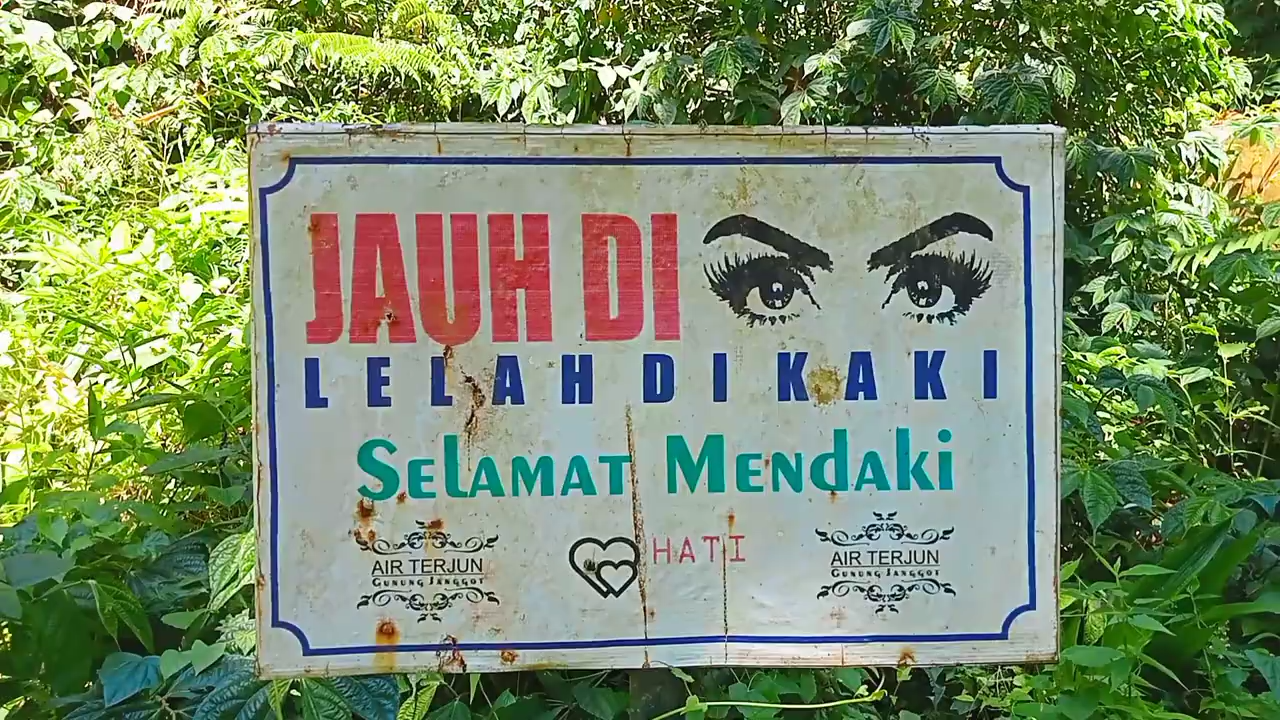 JAUH DI
LELAH DI KAKI
SELAMAT MENDAKI
AIR TERJUN
GUNUNG JANGGOT
HATI
AIR TERJUN
GUNUNG JANGGOT